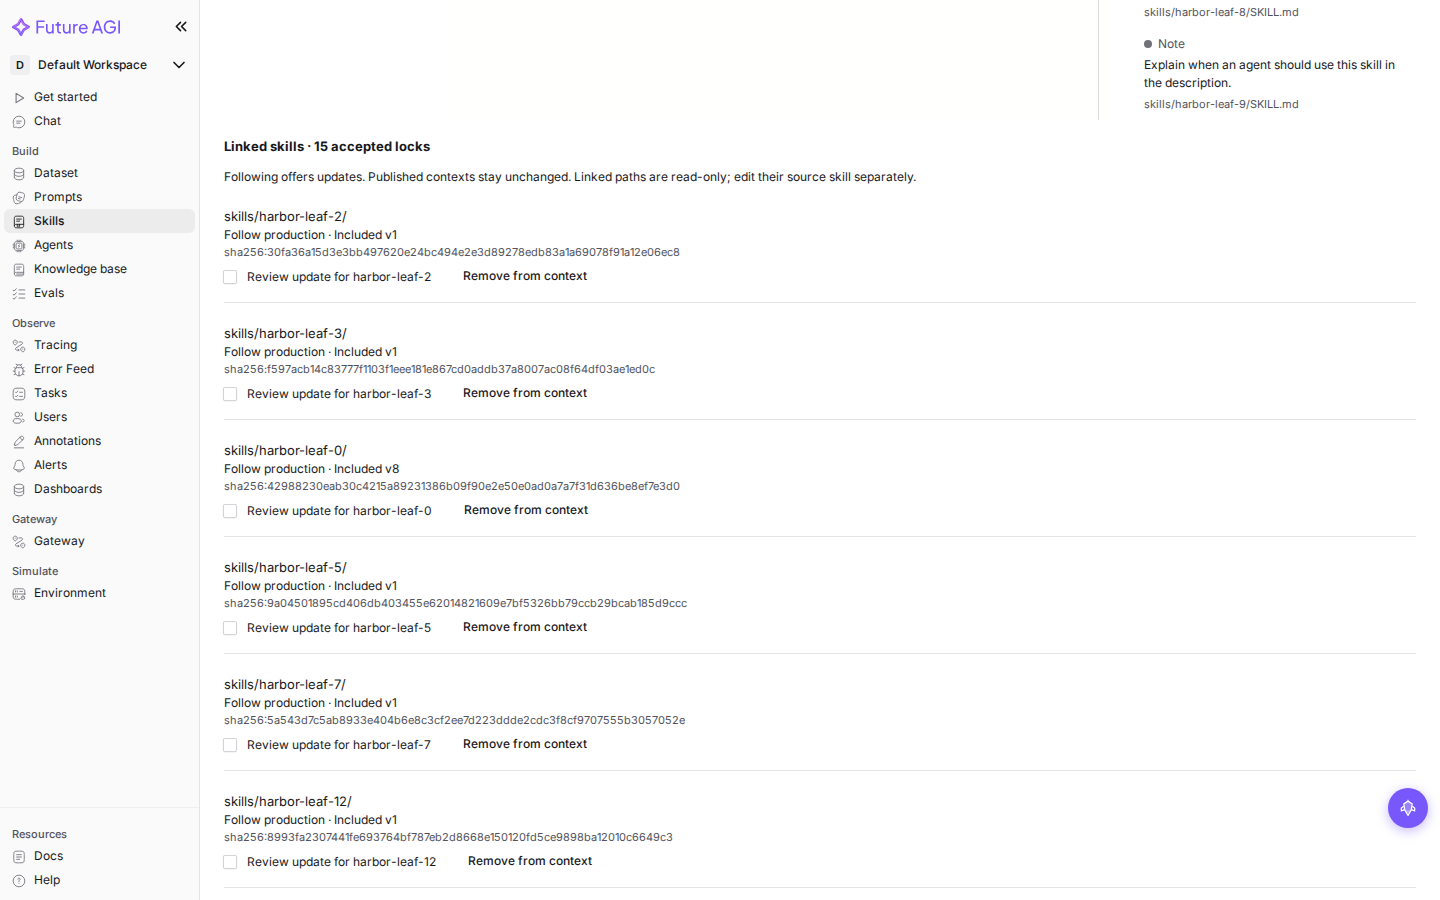 Future AGI
D Default Workspace
Get started
Chat
Build
Dataset
Prompts
Skills
Agents
Knowledge base
Evals
Observe
Tracing
Error Feed
Tasks
Users
Annotations
Alerts
Dashboards
Gateway
Gateway
Simulate
Environment
Resources
Docs
Help
skills/harbor-leaf-8/SKILL.md
Note
Explain when an agent should use this skill in
the description.
skills/harbor-leaf-9/SKILL.md
Linked skills · 15 accepted locks
Following offers updates. Published contexts stay unchanged. Linked paths are read-only; edit their source skill separately.
skills/harbor-leaf-2/
Follow production · Included v1
sha256:30fa36a15d3e3bb497620e24bc494e2e3d89278edb83a1a69078f91a12e06ec8
Review update for harbor-leaf-2 Remove from context
skills/harbor-leaf-3/
Follow production · Included v1
sha256:f597acb14c83777f1103f1eee181e867cd0addb37a8007ac08f64df03ae1ed0c
Review update for harbor-leaf-3 Remove from context
skills/harbor-leaf-0/
Follow production · Included v8
sha256:42988230eab30c4215a89231386b09f90e2e50e0ad0a7a7f31d636be8ef7e3d0
Review update for harbor-leaf-0 Remove from context
skills/harbor-leaf-5/
Follow production · Included v1
sha256:9a04501895cd406db403455e62014821609e7bf5326bb79ccb29bcab185d9ccc
Review update for harbor-leaf-5 Remove from context
skills/harbor-leaf-7/
Follow production · Included v1
sha256:5a543d7c5ab8933e404b6e8c3cf2ee7d223ddde2cdc3f8cf9707555b3057052e
Review update for harbor-leaf-7 Remove from context
skills/harbor-leaf-12/
Follow production · Included v1
sha256:8993fa2307441fe693764bf787eb2d8668e150120fd5ce9898ba12010c6649c3
Review update for harbor-leaf-12 Remove from context